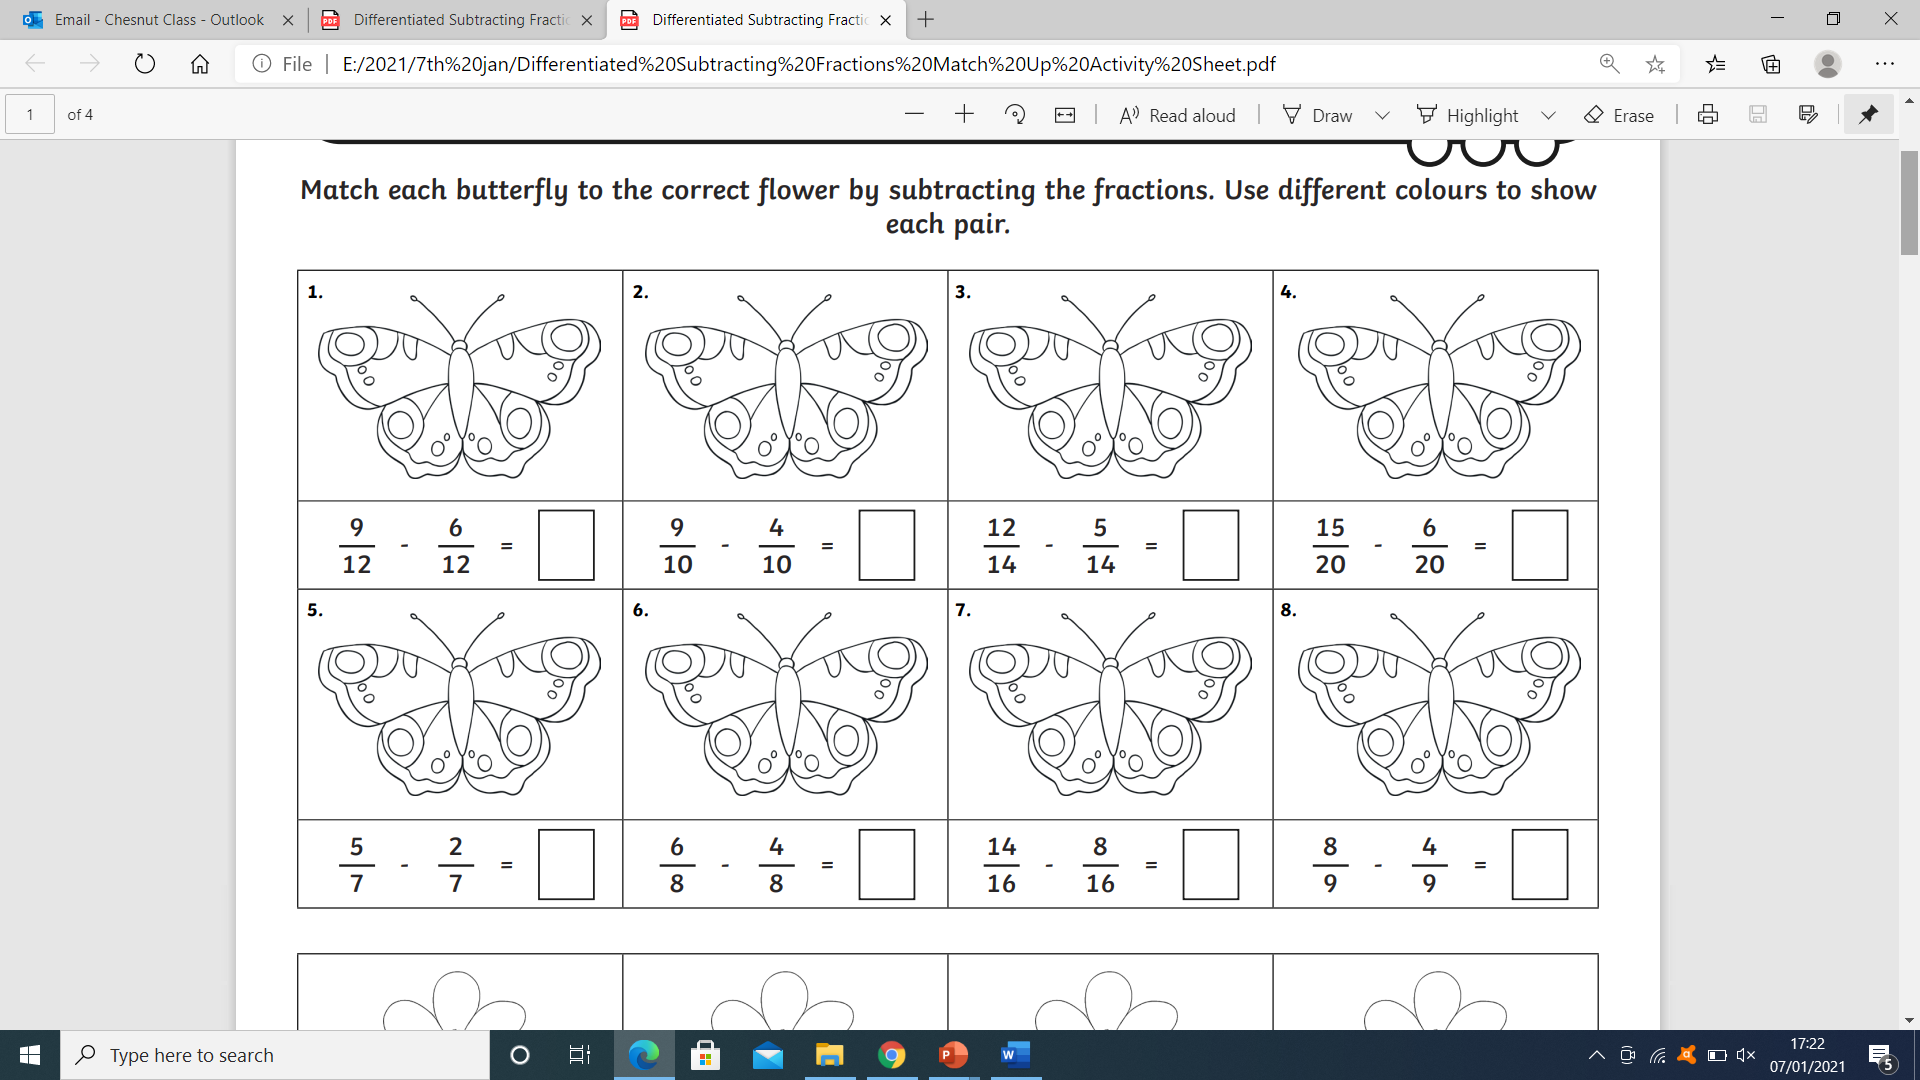 Email - Chesnut Class - Outlook
Differentiated Subtracting Fractic
Differentiated Subtracting Fractic
File
E:/2021/7th%20jan/Differentiated%20Subtracting%20Fractions%20Match%20Up%20Activity%20Sheet.pdf
1 of 4
Read aloud
Draw
Highlight
Erase
Match each butterfly to the correct flower by subtracting the fractions. Use different colours to show
each pair.
1. 2. 3. 4.
9/12 - 6/12 = 9/10 - 4/10 = 12/14 - 5/14 = 15/20 - 6/20 =
5. 6. 7. 8.
5/7 - 2/7 = 6/8 - 4/8 = 14/16 - 8/16 = 8/9 - 4/9 =
Type here to search
17:22
07/01/2021
5